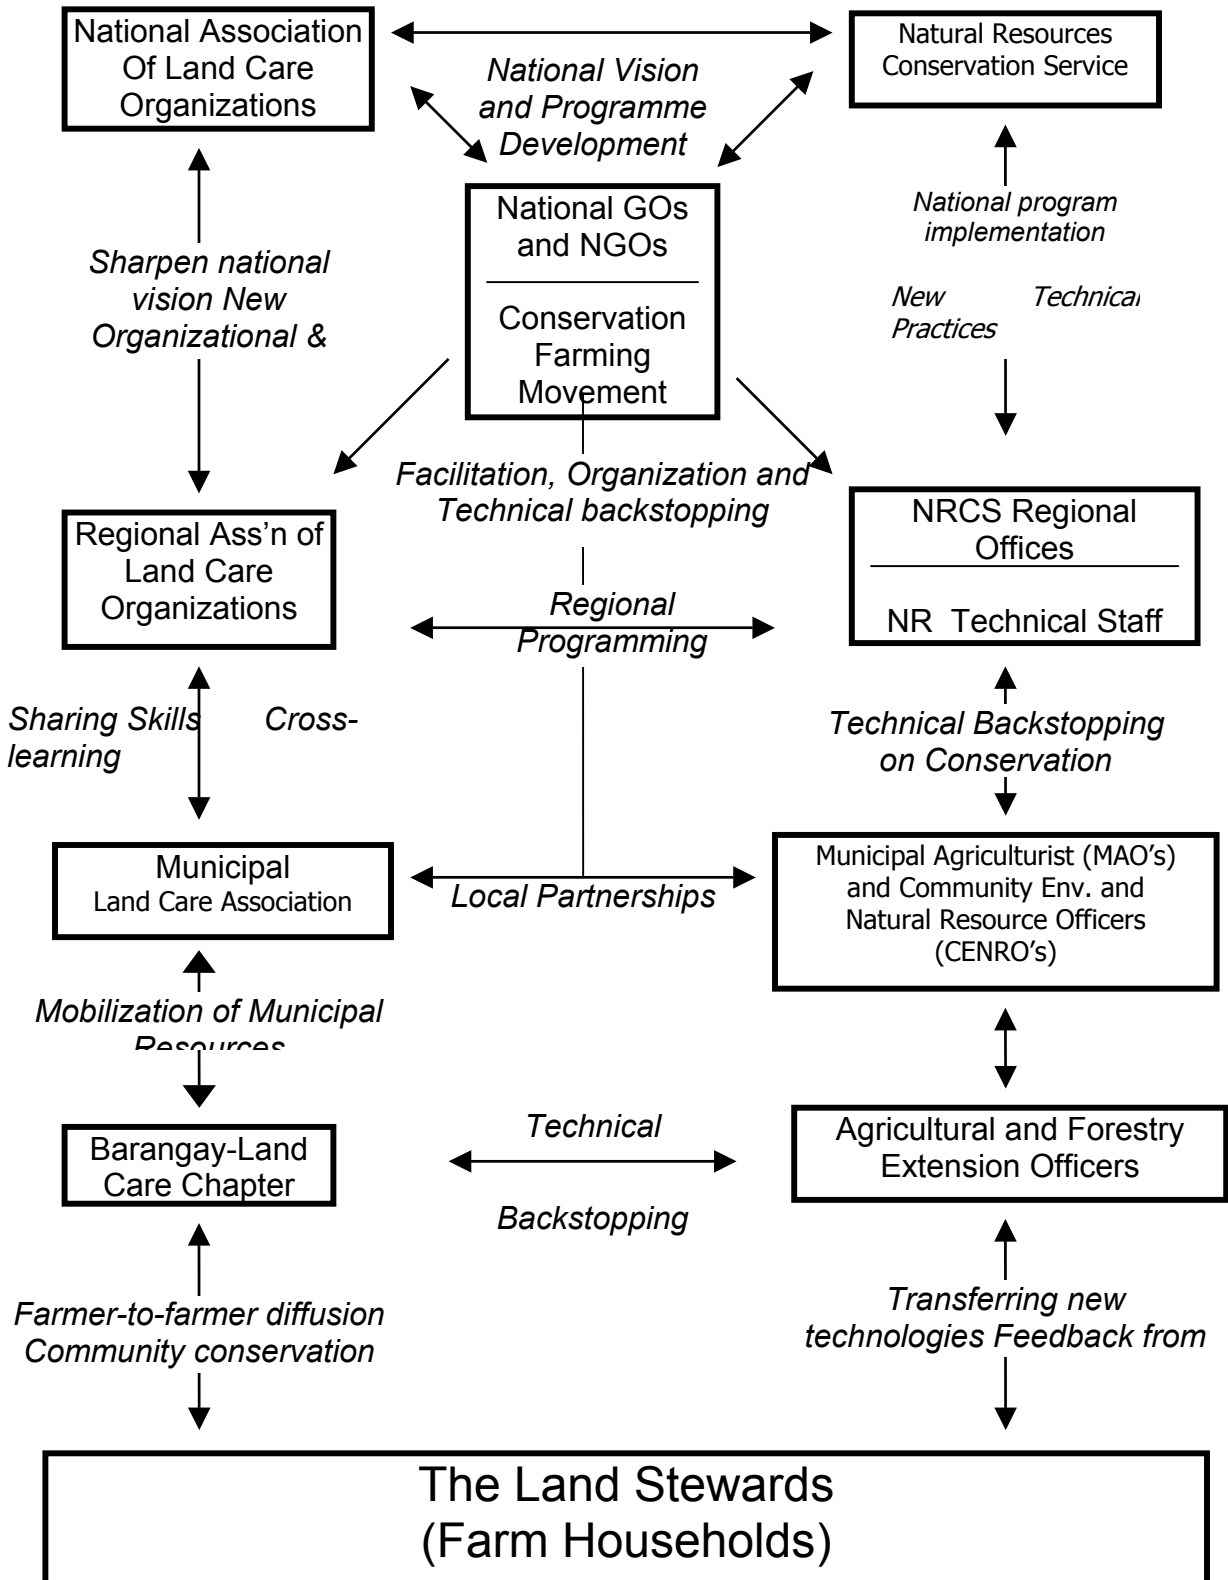 National Association
Of Land Care
Organizations
Natural Resources
Conservation Service
National Vision
and Programme
Development
National GOs
and NGOs
Conservation
Farming
Movement
National program
implementation
New Technical
Practices
Sharpen national
vision New
Organizational &
Facilitation, Organization and
Technical backstopping
Regional Ass’n of
Land Care
Organizations
NRCS Regional
Offices
NR Technical Staff
Regional
Programming
Sharing Skills Cross-
learning
Technical Backstopping
on Conservation
Municipal
Land Care Association
Local Partnerships
Municipal Agriculturist (MAO’s)
and Community Env. and
Natural Resource Officers
(CENRO’s)
Mobilization of Municipal
Resources
Barangay-Land
Care Chapter
Technical
Backstopping
Agricultural and Forestry
Extension Officers
Farmer-to-farmer diffusion
Community conservation
Transferring new
technologies Feedback from
The Land Stewards
(Farm Households)